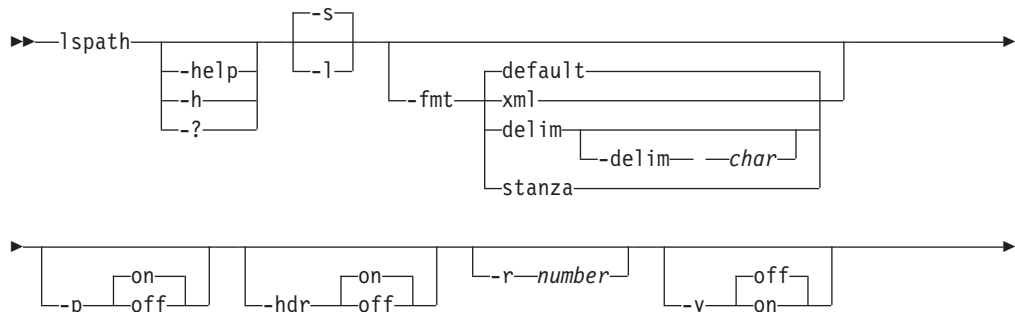 -s
lspath
-help
-l
default
-h
-fmt
xml
-?
delim
-delim
char
stanza
on
on
-r
number
off
-p
off
-hdr
off
-v
on